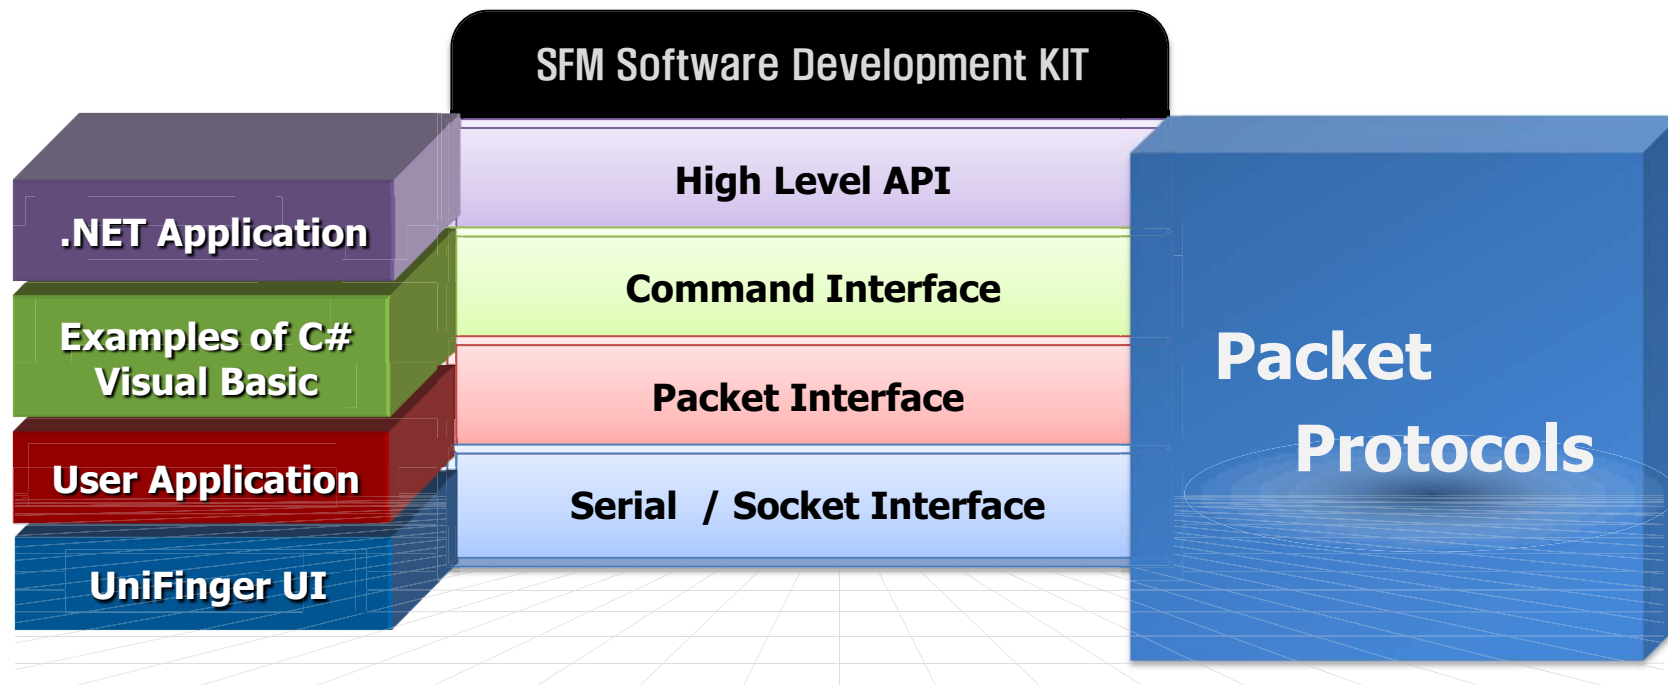 SFM Software Development KIT
High Level API
Command Interface
Packet Interface
Serial / Socket Interface
.NET Application
Examples of C#
Visual Basic
User Application
UniFinger UI
Packet
Protocols